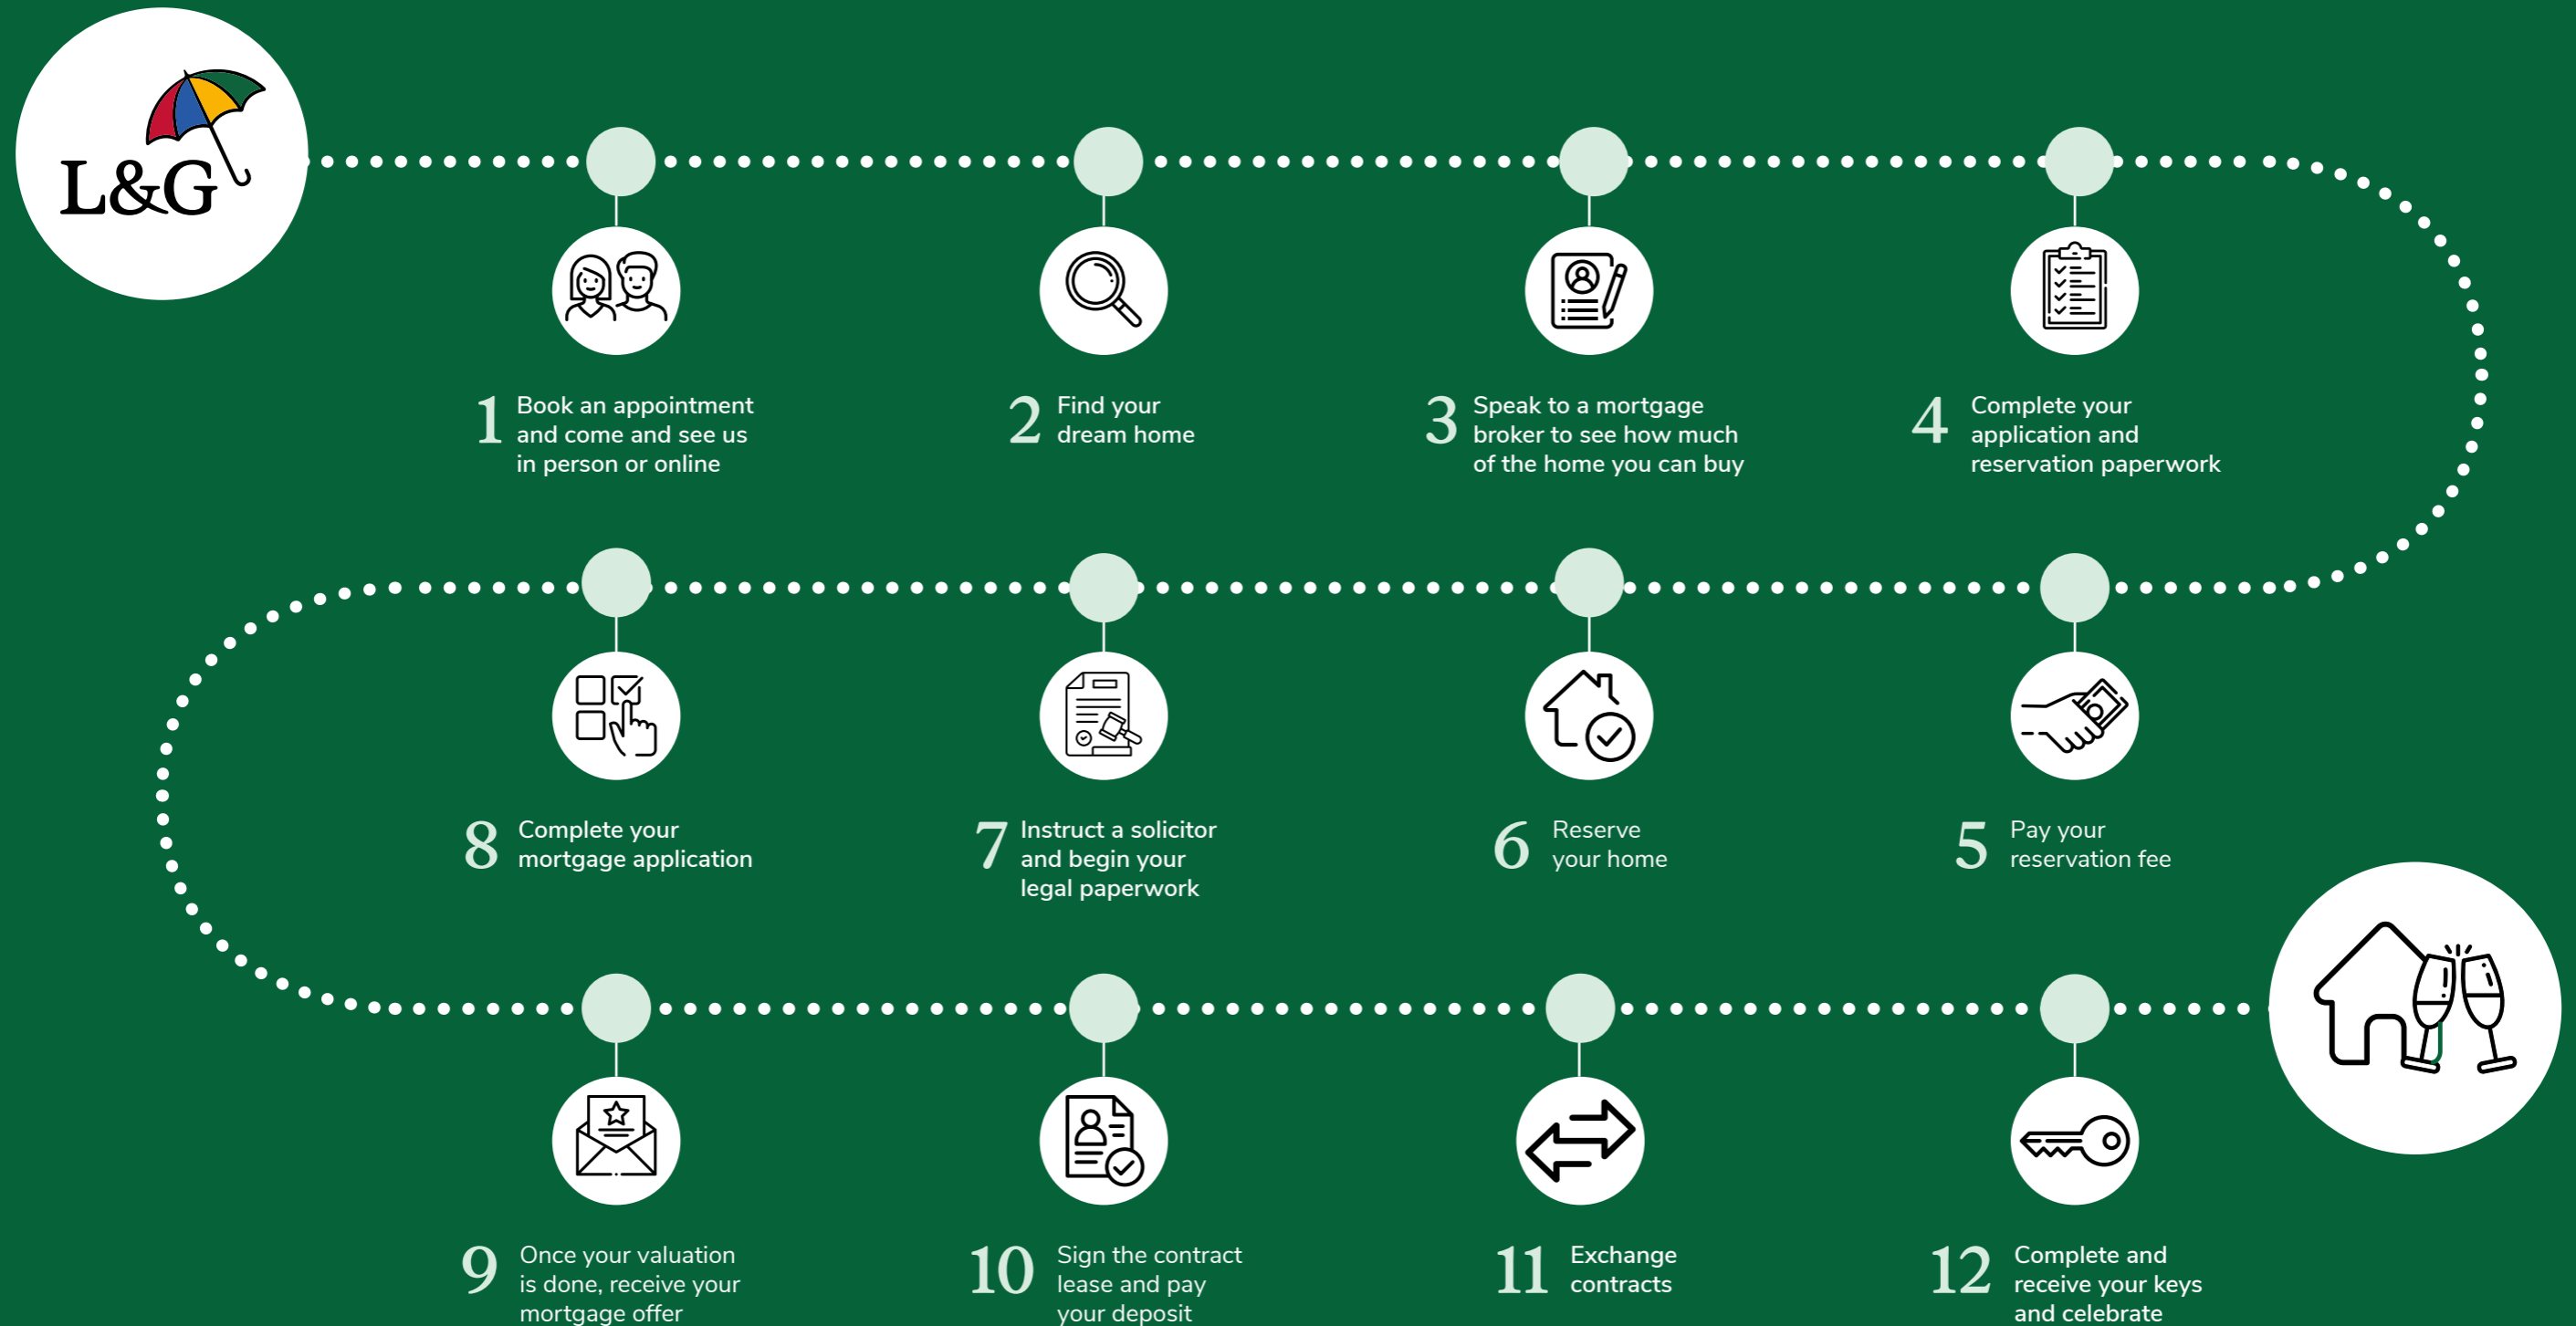 L&G
1 Book an appointment
and come and see us
in person or online
2 Find your
dream home
3 Speak to a mortgage
broker to see how much
of the home you can buy
4 Complete your
application and
reservation paperwork
5 Pay your
reservation fee
6 Reserve
your home
7 Instruct a solicitor
and begin your
legal paperwork
8 Complete your
mortgage application
9 Once your valuation
is done, receive your
mortgage offer
10 Sign the contract
lease and pay
your deposit
11 Exchange
contracts
12 Complete and
receive your keys
and celebrate